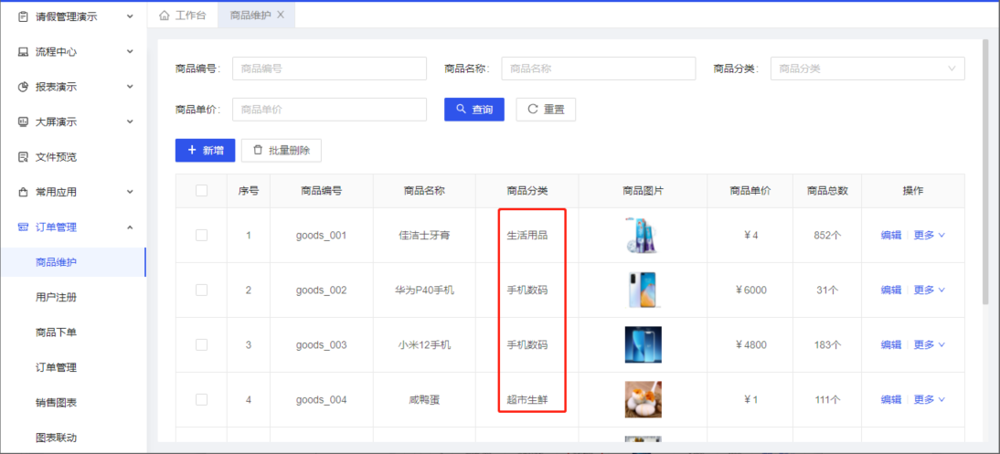 请假管理演示
流程中心
报表演示
大屏演示
文件预览
常用应用
订单管理
商品维护
用户注册
商品下单
订单管理
销售图表
图表联动
工作台 商品维护
商品编号: 商品编号 商品名称: 商品名称 商品分类: 商品分类
商品单价: 商品单价 查询 重置
新增 批量删除
序号 商品编号 商品名称 商品分类 商品图片 商品单价 商品总数 操作
1 goods_001 佳洁士牙膏 生活用品 ¥4 852个 编辑 更多
2 goods_002 华为P40手机 手机数码 ¥6000 31个 编辑 更多
3 goods_003 小米12手机 手机数码 ¥4800 183个 编辑 更多
4 goods_004 咸鸭蛋 超市生鲜 ¥1 111个 编辑 更多